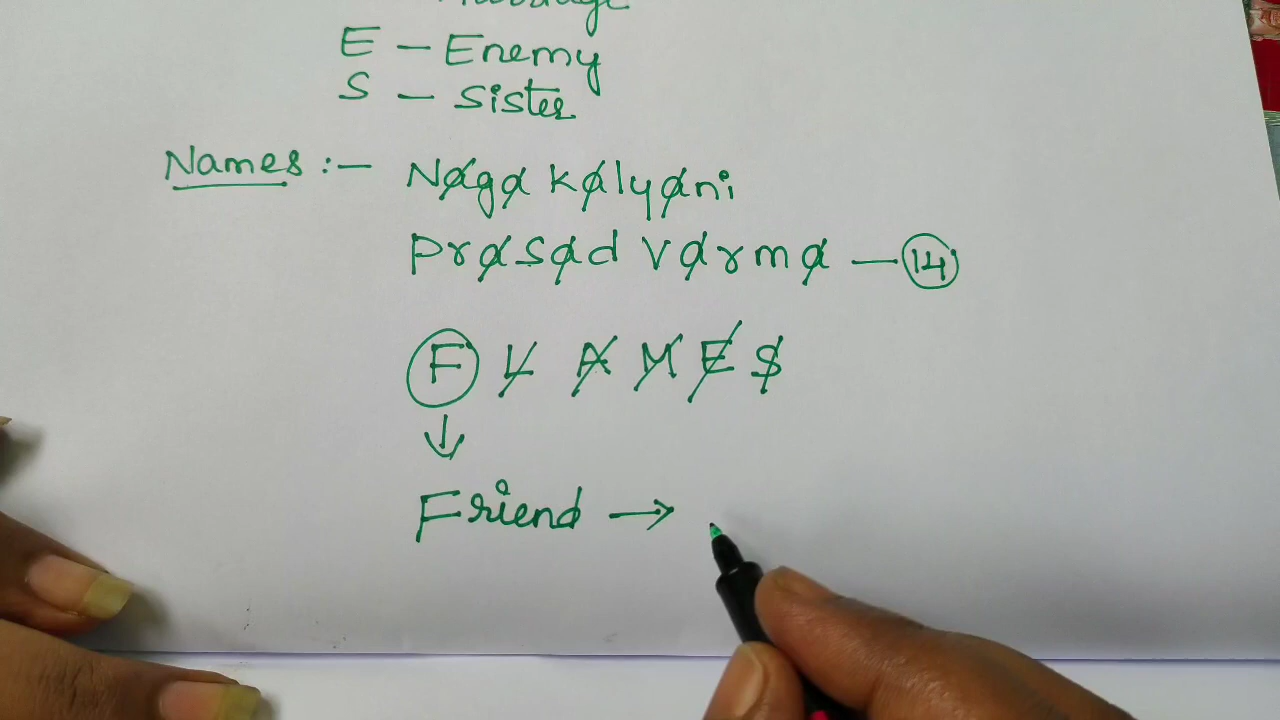 E - Enemy
S - Sister
Names :- Naga Kalyani
Prasad Varma - 14
F L A M E S
↓
Friend →